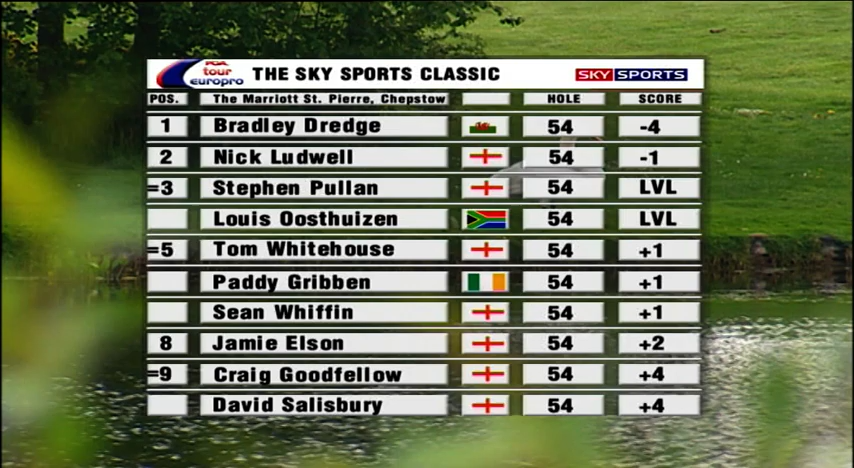 PGA
tour
europro
THE SKY SPORTS CLASSIC
SKY SPORTS
POS. The Marriott St. Pierre, Chepstow HOLE SCORE
1 Bradley Dredge 54 -4
2 Nick Ludwell 54 -1
=3 Stephen Pullan 54 LVL
Louis Oosthuizen 54 LVL
=5 Tom Whitehouse 54 +1
Paddy Gribben 54 +1
Sean Whiffin 54 +1
8 Jamie Elson 54 +2
=9 Craig Goodfellow 54 +4
David Salisbury 54 +4